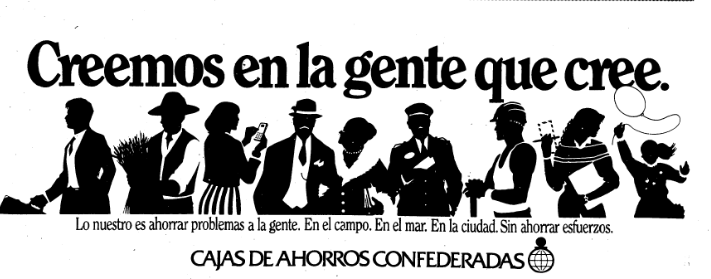 Creemos en la gente que cree.
Lo nuestro es ahorrar problemas a la gente. En el campo. En el mar. En la ciudad. Sin ahorrar esfuerzos.
CAJAS DE AHORROS CONFEDERADAS